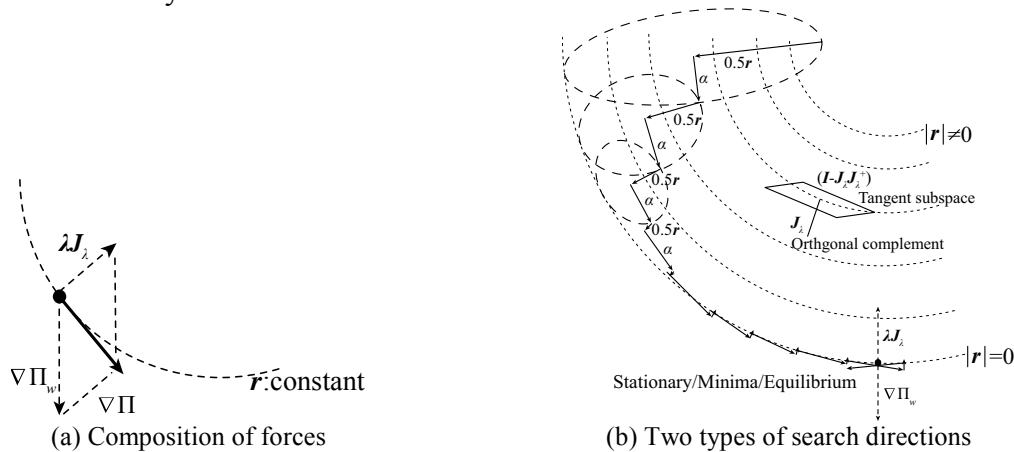 λJ_λ
∇Π_w
∇Π
r:constant
(a) Composition of forces
0.5r
α
0.5r
α
0.5r
α
0.5r
α
|r|≠0
(I-J_λJ_λ^+)
Tangent subspace
J_λ
Orthgonal complement
λJ_λ
|r|=0
Stationary/Minima/Equilibrium
∇Π_w
(b) Two types of search directions